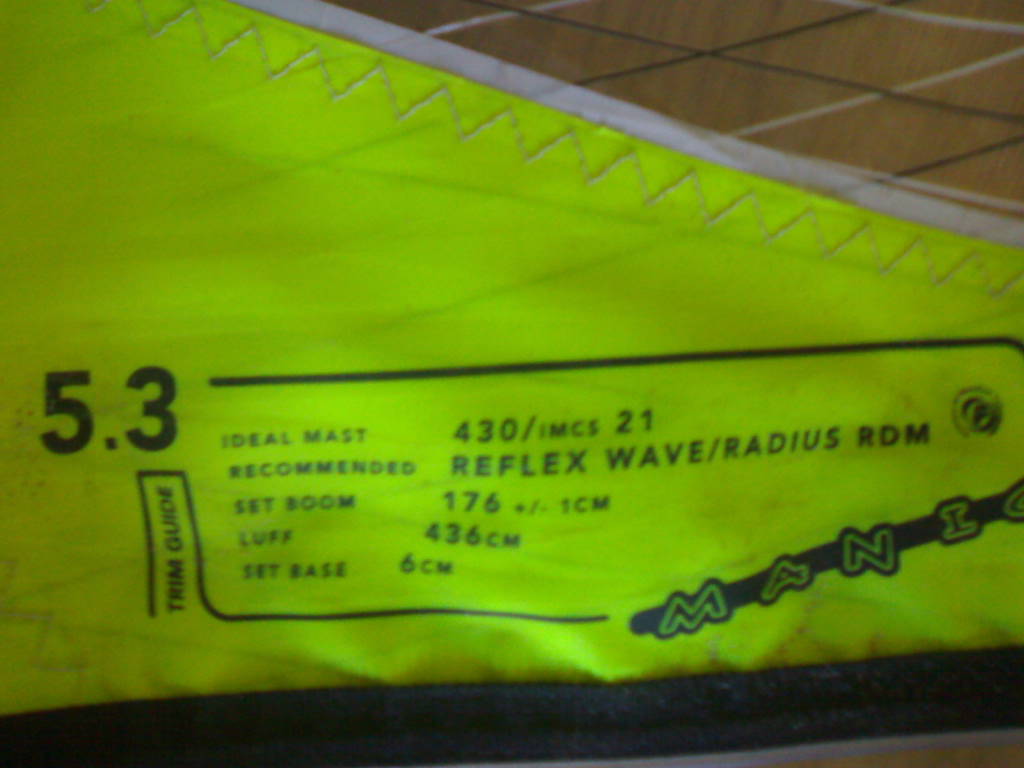 5.3
IDEAL MAST 430/IMCS 21
RECOMMENDED REFLEX WAVE/RADIUS RDM
SET BOOM 176 +/- 1CM
LUFF 436CM
SET BASE 6CM
TRIM GUIDE
MANIC